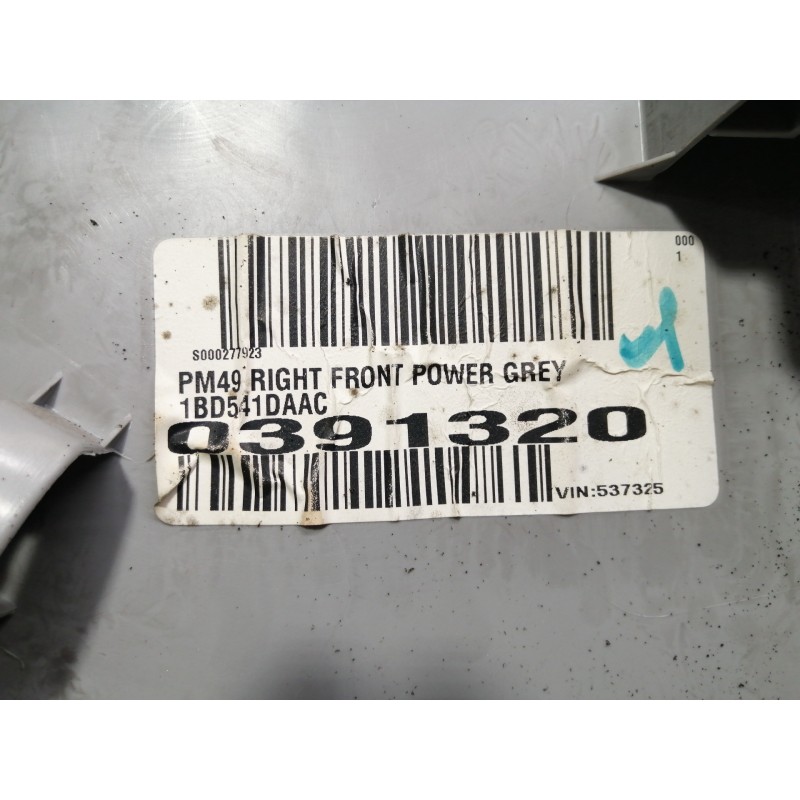 000
1
S000277923
PM49 RIGHT FRONT POWER GREY
1BD541DAAC
0391320
VIN:537325